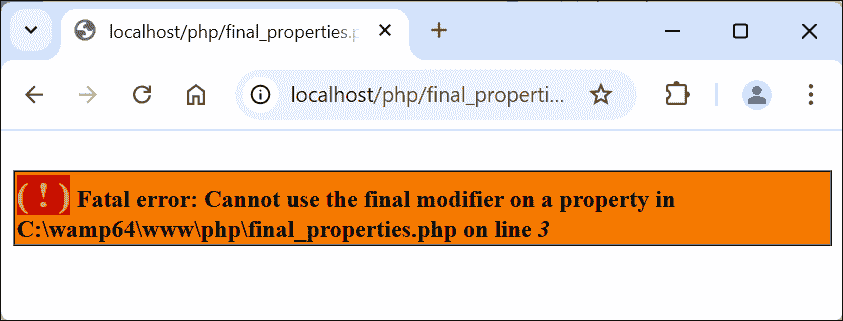 localhost/php/final_properties.p
localhost/php/final_properti...
( ! ) Fatal error: Cannot use the final modifier on a property in
C:\wamp64\www\php\final_properties.php on line 3